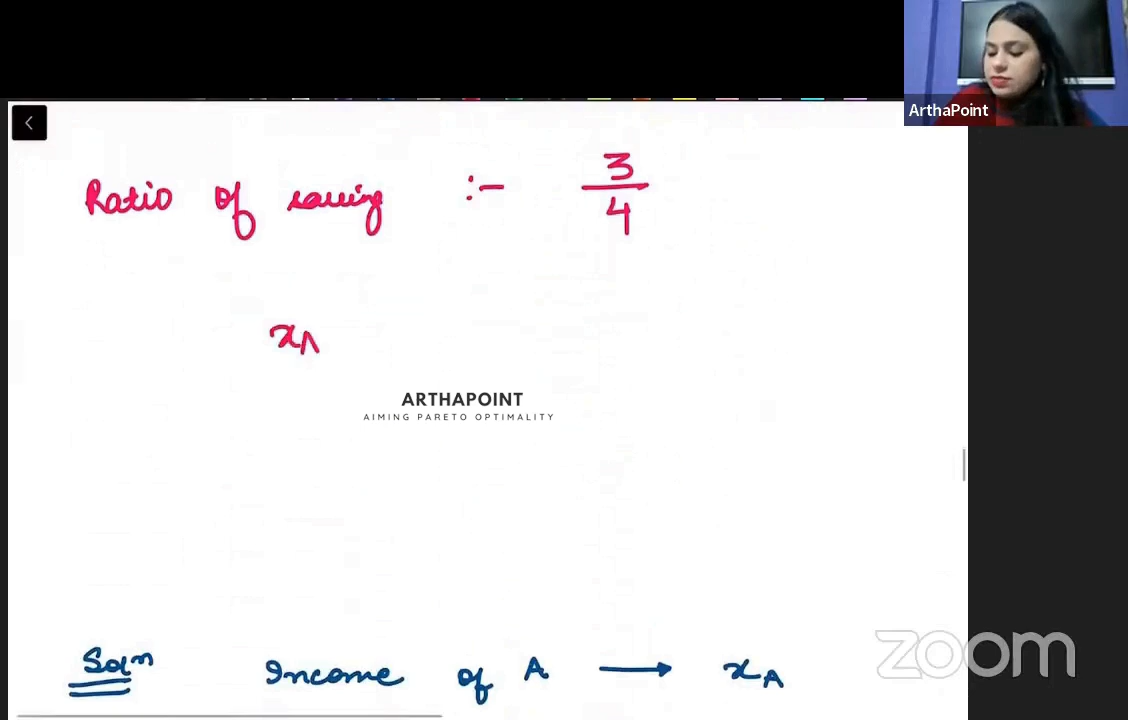 ArthaPoint
Ratio of saving :- 3/4
xA
ARTHAPOINT
AIMING PARETO OPTIMALITY
Solⁿ Income of A → xA
zoom